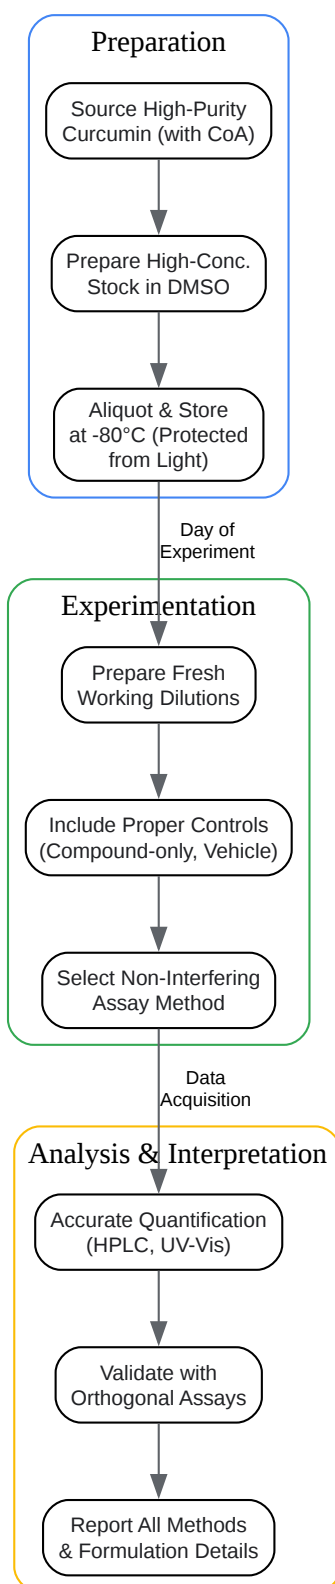 Preparation
Source High-Purity
Curcumin (with CoA)
Prepare High-Conc.
Stock in DMSO
Aliquot & Store
at -80°C (Protected
from Light)
Day of
Experiment
Experimentation
Prepare Fresh
Working Dilutions
Include Proper Controls
(Compound-only, Vehicle)
Select Non-Interfering
Assay Method
Data
Acquisition
Analysis & Interpretation
Accurate Quantification
(HPLC, UV-Vis)
Validate with
Orthogonal Assays
Report All Methods
& Formulation Details